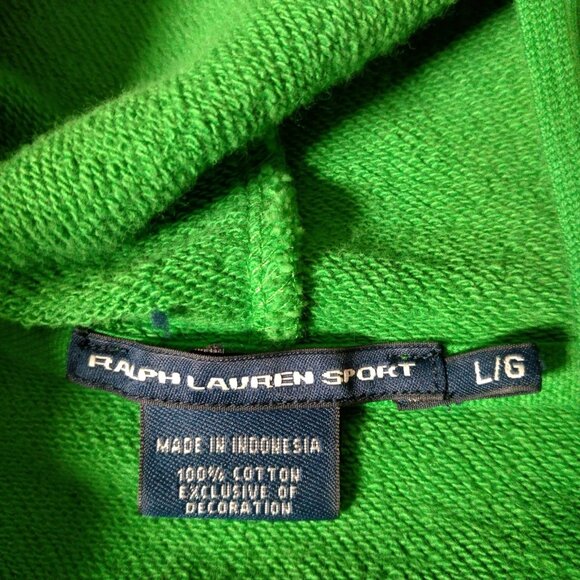 RALPH LAUREN SPORT
L/G
MADE IN INDONESIA
100% COTTON
EXCLUSIVE OF
DECORATION